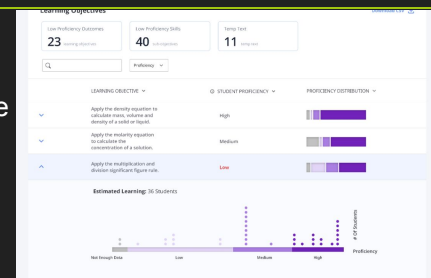 Learning Objectives
Low Proficiency Outcomes
23
Low Proficiency Skills
40
Temp Text
11 temp text
Proficiency
LEARNING OBJECTIVE
STUDENT PROFICIENCY
PROFICIENCY DISTRIBUTION
Apply the density equation to
calculate mass, volume and
density of a solid or liquid.
High
Apply the molarity equation
to calculate the
concentration of a solution.
Medium
Apply the multiplication and
division significant figure rule.
Low
Estimated Learning: 36 Students
# Of Students
Proficiency
Not Enough Data
Low
Medium
High